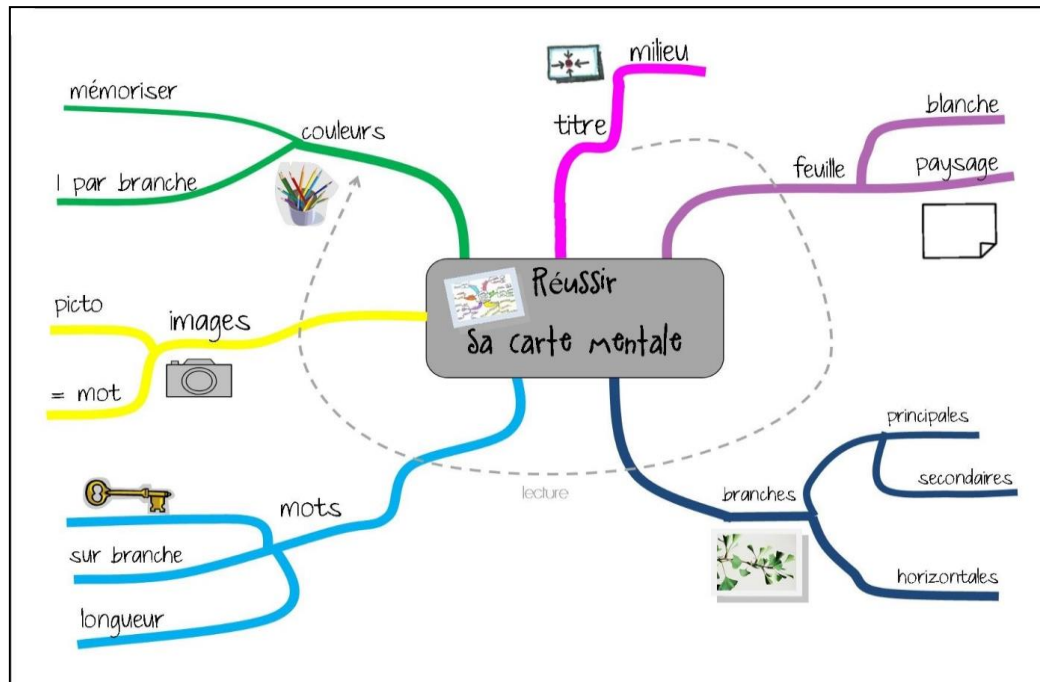 Réussir
Sa carte mentale
titre
milieu
feuille
blanche
paysage
branches
principales
secondaires
horizontales
lecture
mots
sur branche
longueur
images
picto
= mot
couleurs
mémoriser
1 par branche